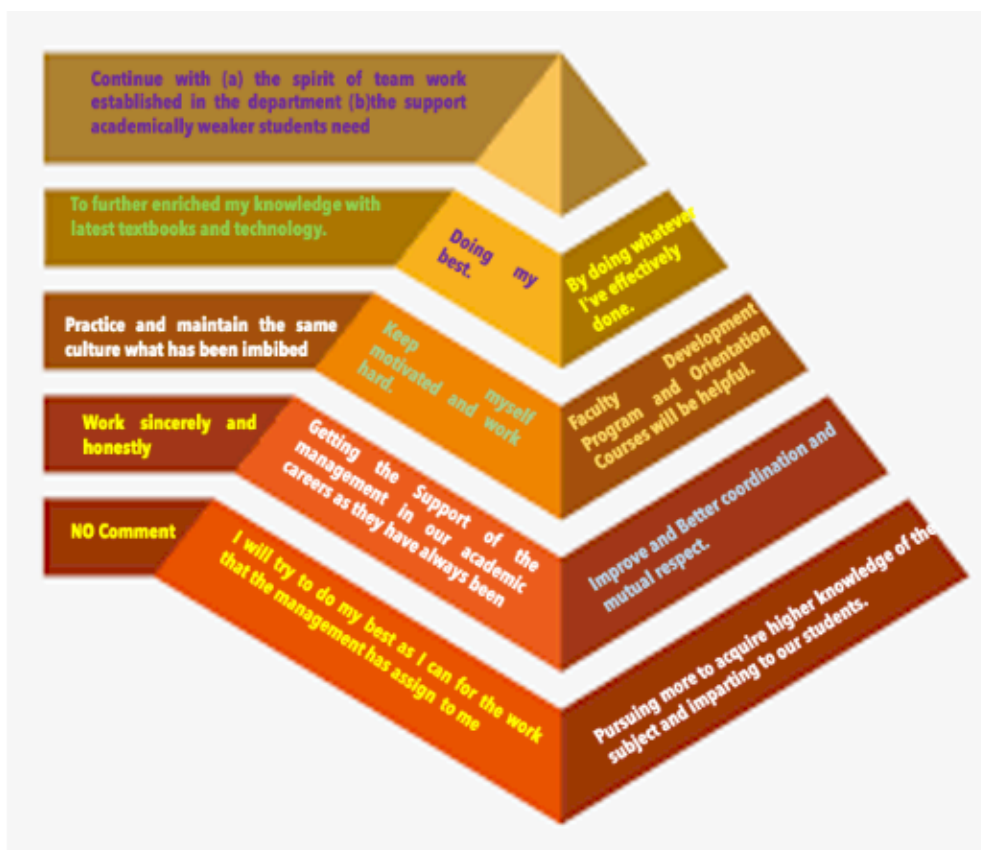 Continue with (a) the spirit of team work
established in the department (b)the support
academically weaker students need
To further enriched my knowledge with
latest textbooks and technology.
Doing my
best.
By doing whatever
I've effectively
done.
Practice and maintain the same
culture what has been imbibed
Keep myself
motivated and work
hard.
Faculty Development
Program and Orientation
Courses will be helpful.
Work sincerely and
honestly
Getting the Support of the
management in our academic
careers as they have always been
Improve and Better coordination and
mutual respect.
NO Comment
I will try to do my best as I can for the work
that the management has assign to me
Pursuing more to acquire higher knowledge of the
subject and imparting to our students.